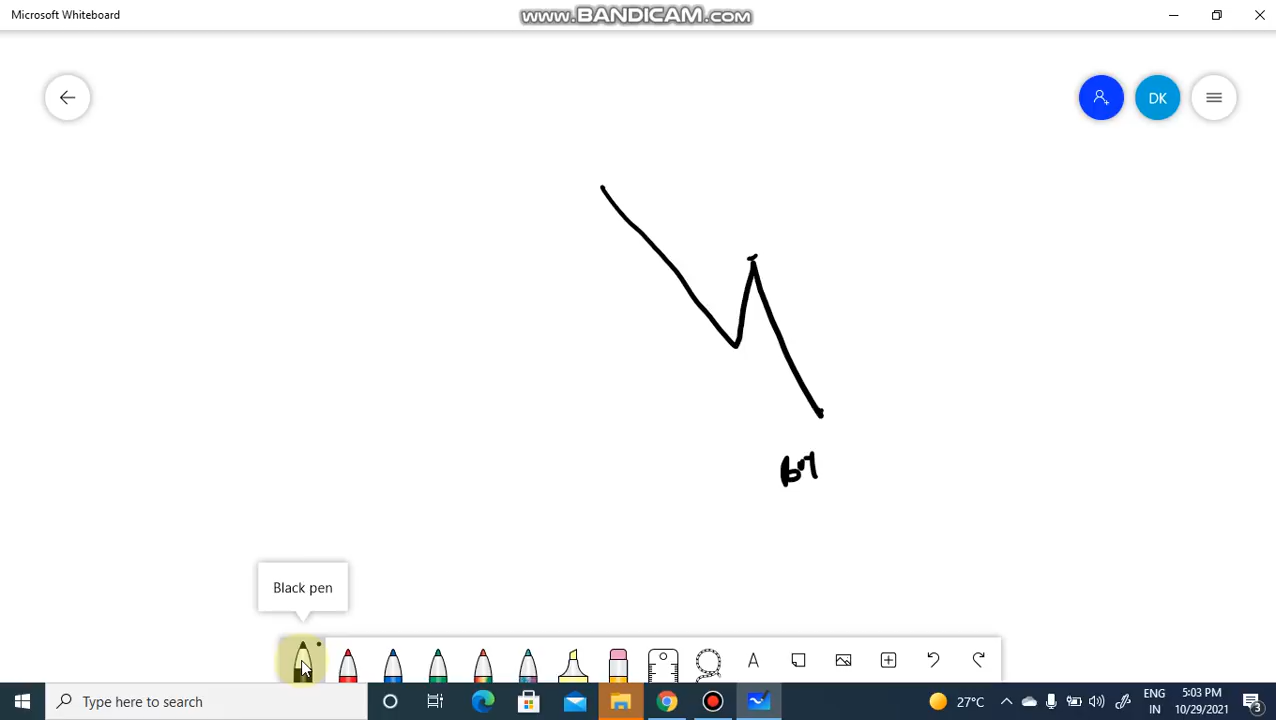 Microsoft Whiteboard
www.BANDICAM.com
DK
Black pen
A
Type here to search
27°C
ENG
IN
5:03 PM
10/29/2021
3